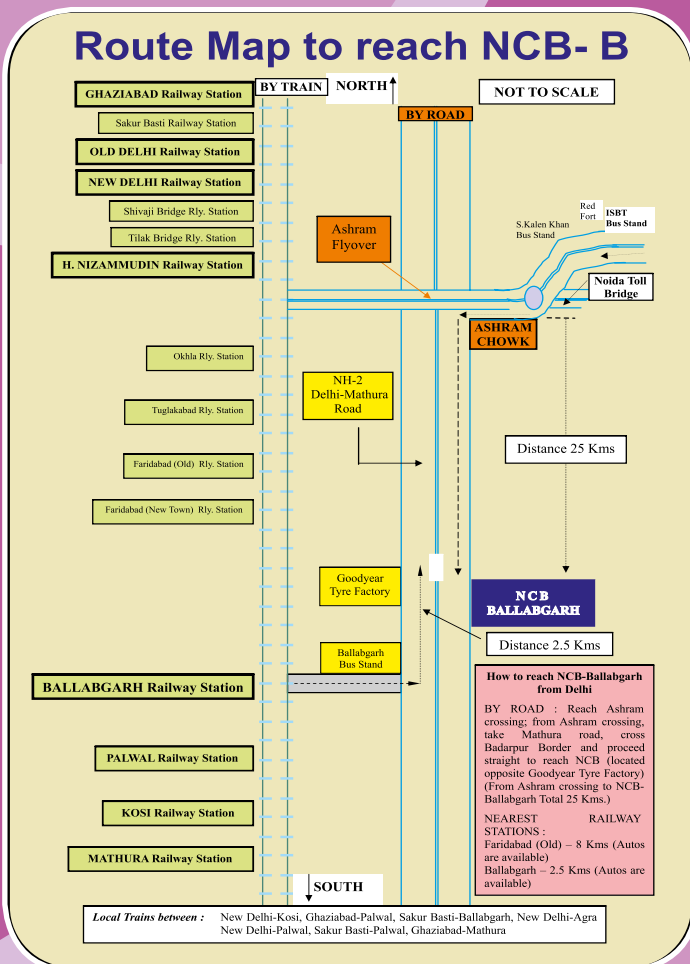 Route Map to reach NCB- B
GHAZIABAD Railway Station
BY TRAIN
NORTH
NOT TO SCALE
BY ROAD
Sakur Basti Railway Station
OLD DELHI Railway Station
NEW DELHI Railway Station
Shivaji Bridge Rly. Station
Tilak Bridge Rly. Station
H. NIZAMMUDIN Railway Station
Ashram
Flyover
S.Kalen Khan
Bus Stand
Red
Fort
ISBT
Bus Stand
Noida Toll
Bridge
ASHRAM
CHOWK
Okhla Rly. Station
Tuglakabad Rly. Station
Faridabad (Old) Rly. Station
Faridabad (New Town) Rly. Station
NH-2
Delhi-Mathura
Road
Distance 25 Kms
Goodyear
Tyre Factory
NCB
BALLABGARH
Distance 2.5 Kms
Ballabgarh
Bus Stand
BALLABGARH Railway Station
PALWAL Railway Station
KOSI Railway Station
MATHURA Railway Station
How to reach NCB-Ballabgarh
from Delhi
BY ROAD : Reach Ashram
crossing; from Ashram crossing,
take Mathura road, cross
Badarpur Border and proceed
straight to reach NCB (located
opposite Goodyear Tyre Factory)
(From Ashram crossing to NCB-
Ballabgarh Total 25 Kms.)
NEAREST RAILWAY
STATIONS :
Faridabad (Old) – 8 Kms (Autos
are available)
Ballabgarh – 2.5 Kms (Autos are
available)
SOUTH
Local Trains between : New Delhi-Kosi, Ghaziabad-Palwal, Sakur Basti-Ballabgarh, New Delhi-Agra
New Delhi-Palwal, Sakur Basti-Palwal, Ghaziabad-Mathura